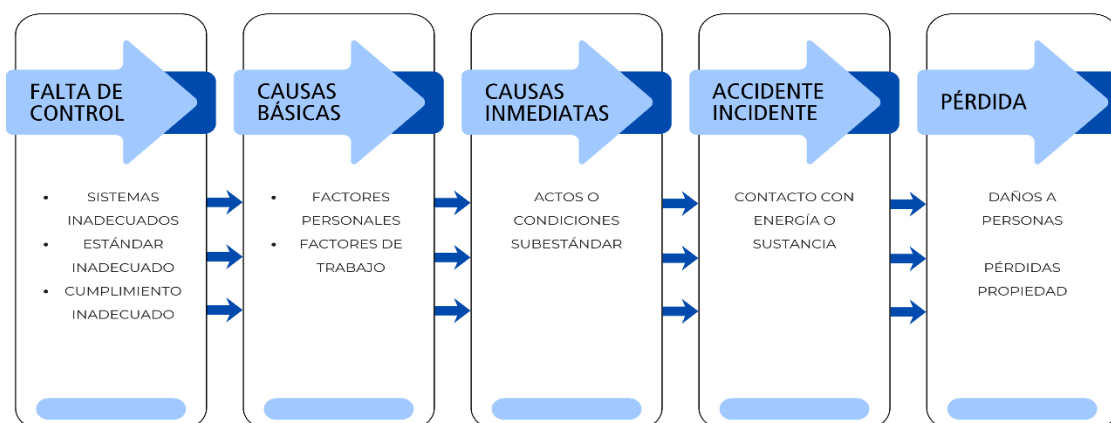 FALTA DE
CONTROL
• SISTEMAS
INADECUADOS
• ESTÁNDAR
INADECUADO
• CUMPLIMIENTO
INADECUADO
CAUSAS
BÁSICAS
• FACTORES
PERSONALES
• FACTORES DE
TRABAJO
CAUSAS
INMEDIATAS
ACTOS O
CONDICIONES
SUBESTÁNDAR
ACCIDENTE
INCIDENTE
CONTACTO CON
ENERGÍA O
SUSTANCIA
PÉRDIDA
DAÑOS A
PERSONAS
PÉRDIDAS
PROPIEDAD